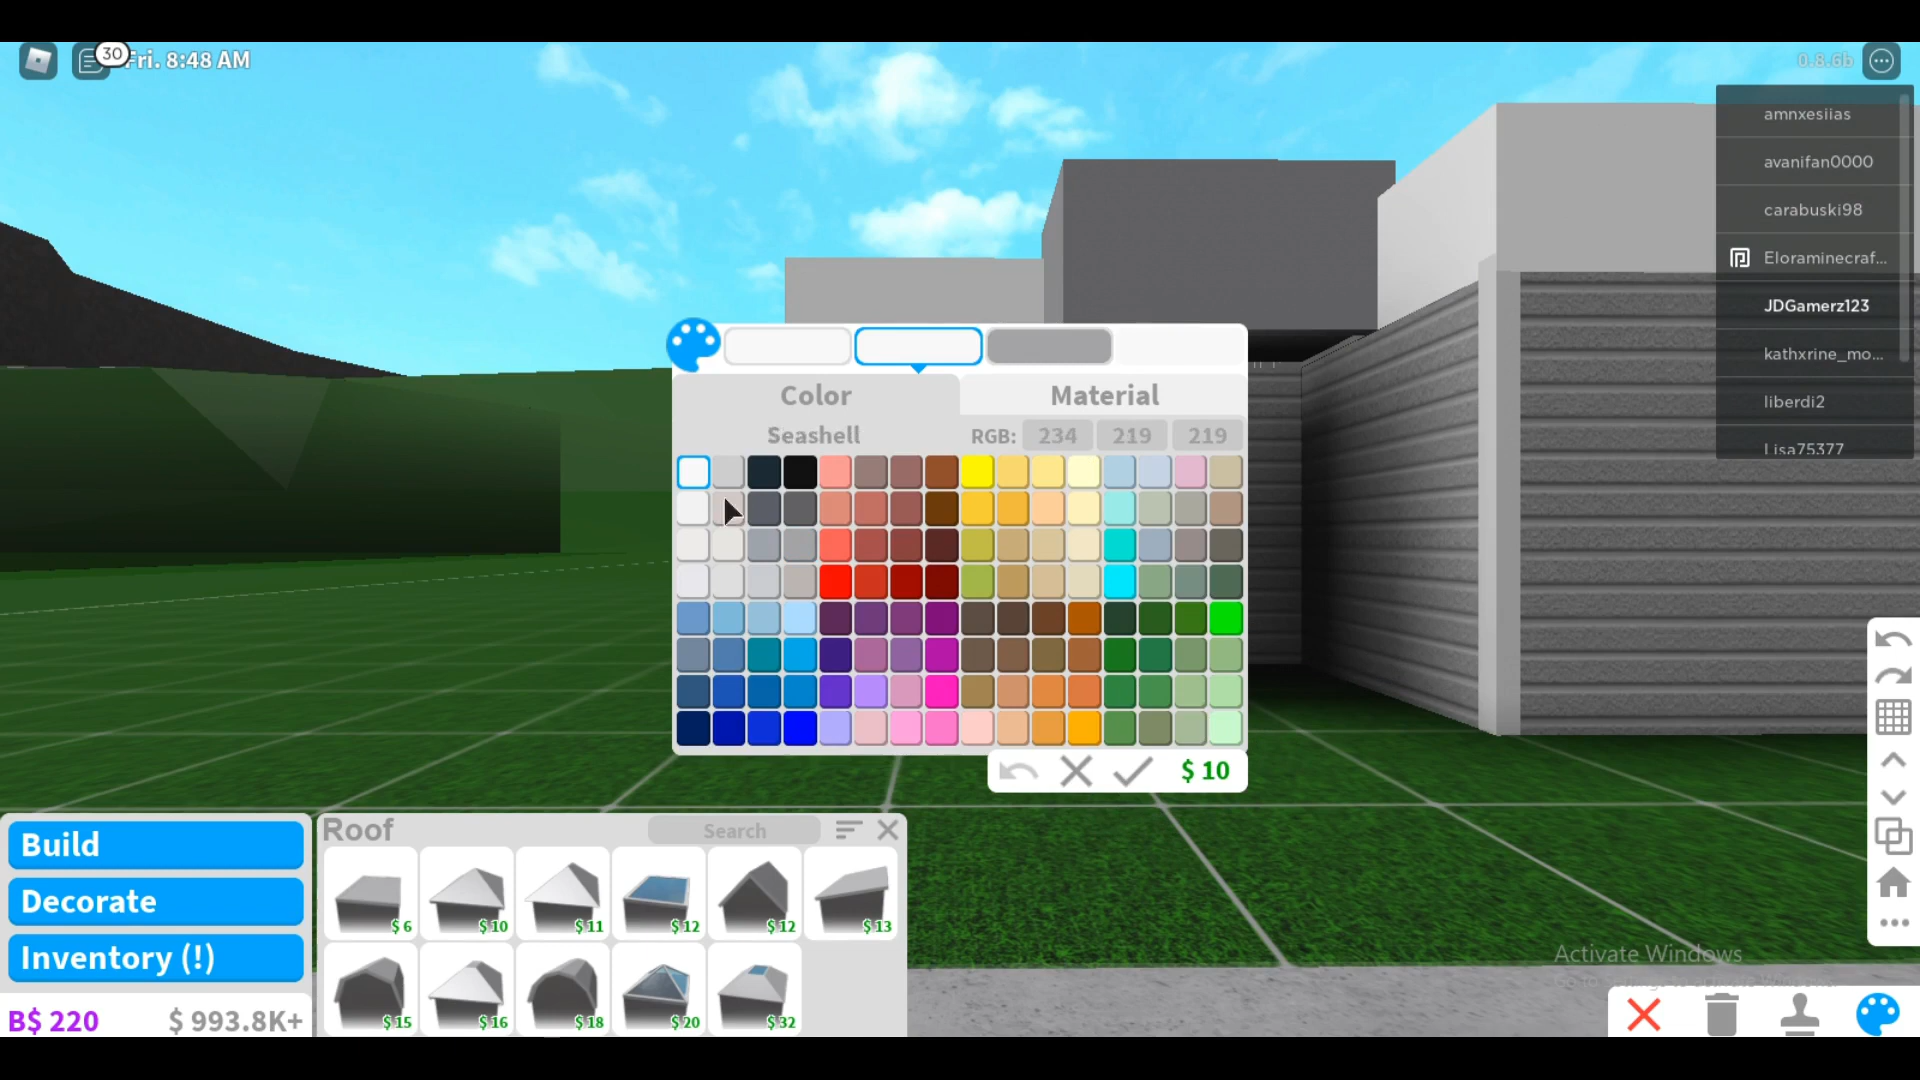 30
Fri. 8:48 AM
0.8.6b
amnxesiias
avanifan0000
carabuski98
Eloraminecraf...
JDGamerz123
kathxrine_mo...
liberdi2
Lisa75377
Color
Material
Seashell
RGB: 234 219 219
$ 10
Build
Decorate
Inventory (!)
B$ 220
$ 993.8K+
Roof
Search
$ 6
$ 10
$ 11
$ 12
$ 12
$ 13
$ 15
$ 16
$ 18
$ 20
$ 32
Activate Windows